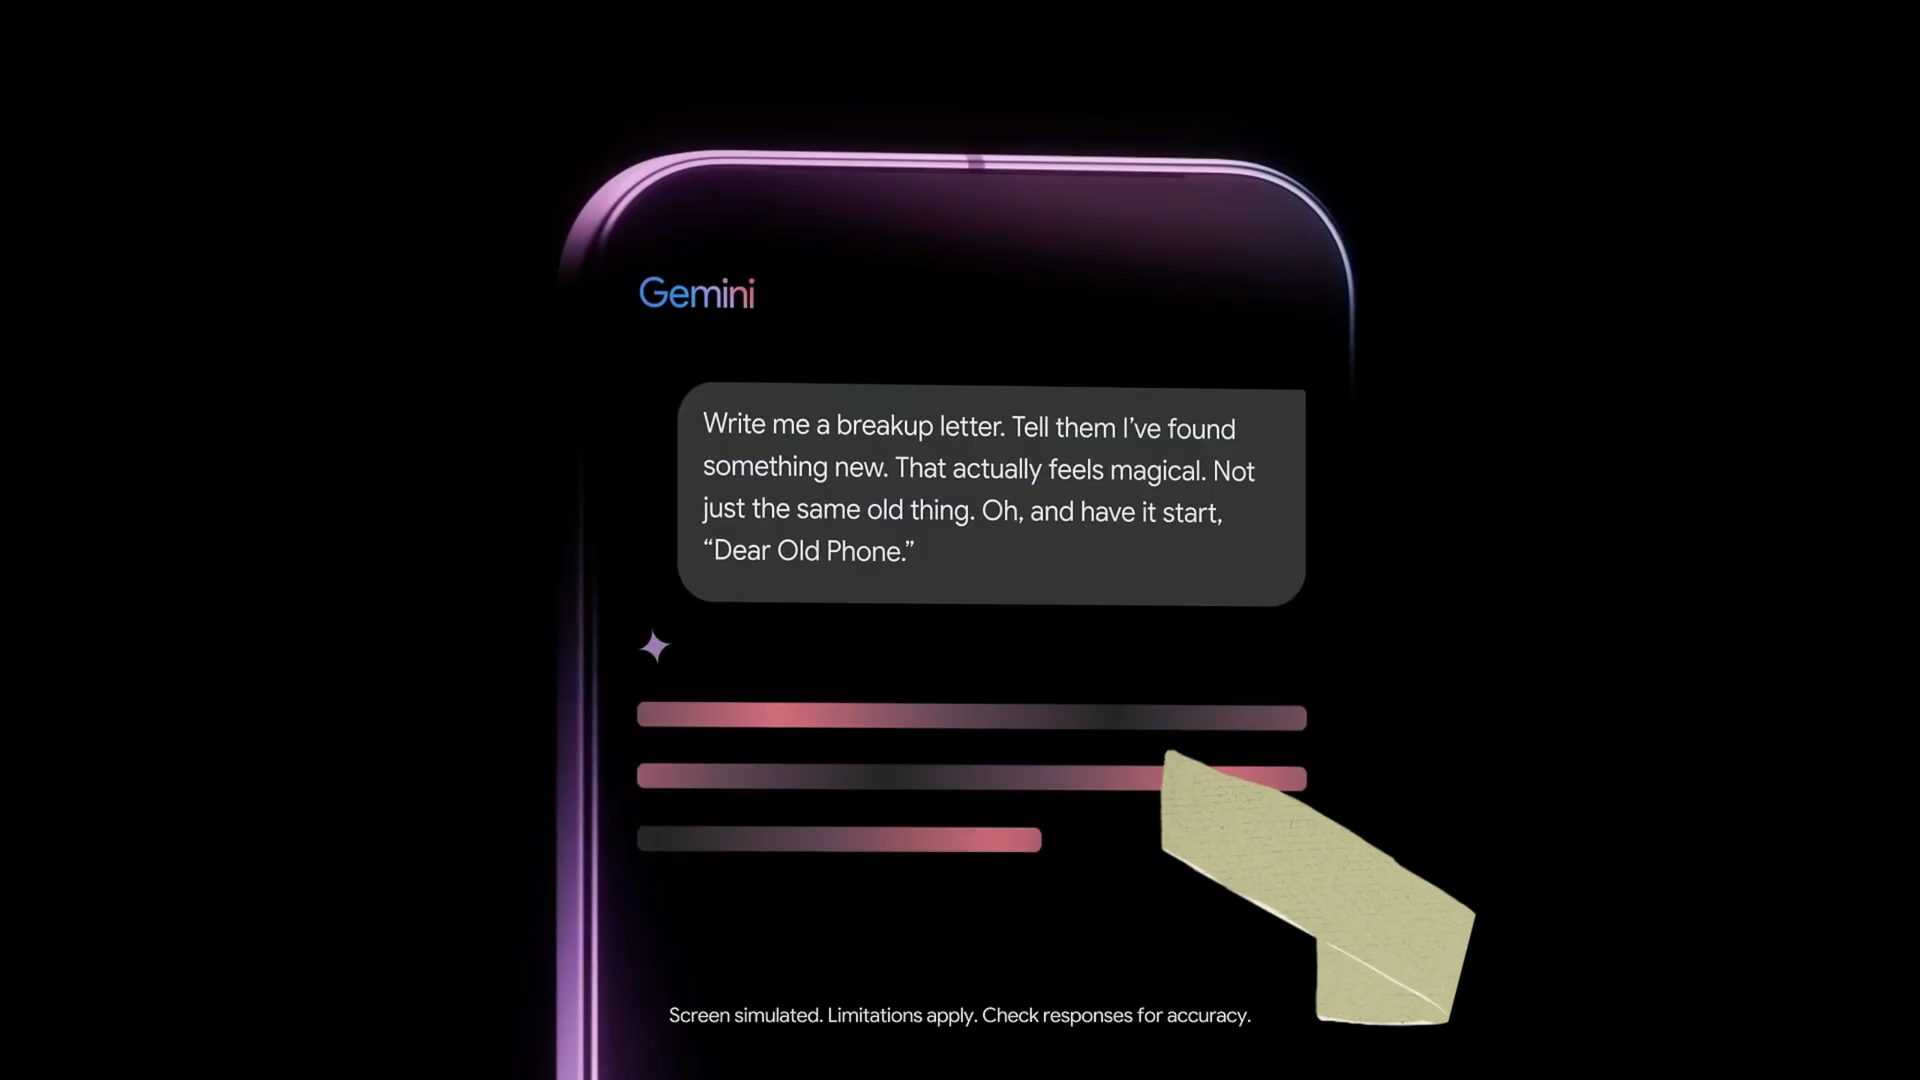 Gemini
Write me a breakup letter. Tell them I’ve found
something new. That actually feels magical. Not
just the same old thing. Oh, and have it start,
“Dear Old Phone.”
Screen simulated. Limitations apply. Check responses for accuracy.